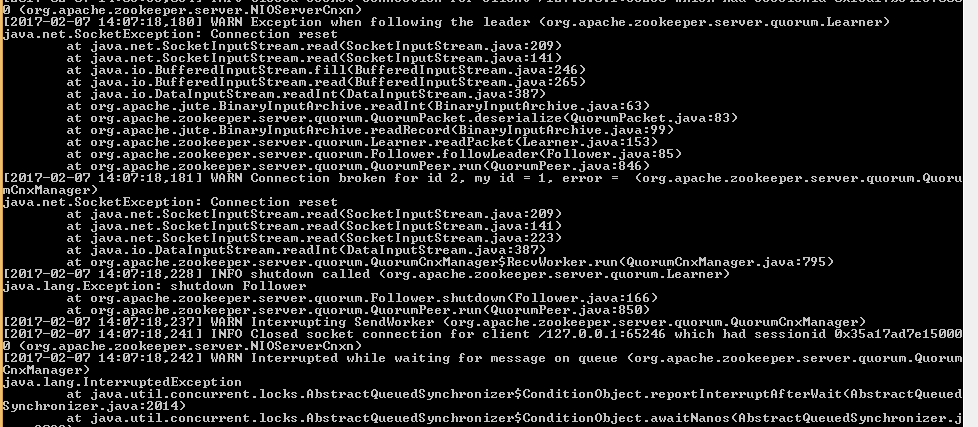 0 (org.apache.zookeeper.server.NIOServerCnxn)
[2017-02-07 14:07:18,180] WARN Exception when following the leader (org.apache.zookeeper.server.quorum.Learner)
java.net.SocketException: Connection reset
at java.net.SocketInputStream.read(SocketInputStream.java:209)
at java.net.SocketInputStream.read(SocketInputStream.java:141)
at java.io.BufferedInputStream.fill(BufferedInputStream.java:246)
at java.io.BufferedInputStream.read(BufferedInputStream.java:265)
at java.io.DataInputStream.readInt(DataInputStream.java:387)
at org.apache.jute.BinaryInputArchive.readInt(BinaryInputArchive.java:63)
at org.apache.zookeeper.server.quorum.QuorumPacket.deserialize(QuorumPacket.java:83)
at org.apache.jute.BinaryInputArchive.readRecord(BinaryInputArchive.java:99)
at org.apache.zookeeper.server.quorum.Learner.readPacket(Learner.java:153)
at org.apache.zookeeper.server.quorum.Follower.followLeader(Follower.java:85)
at org.apache.zookeeper.server.quorum.QuorumPeer.run(QuorumPeer.java:846)
[2017-02-07 14:07:18,181] WARN Connection broken for id 2, my id = 1, error =  (org.apache.zookeeper.server.quorum.Quoru
mCnxManager)
java.net.SocketException: Connection reset
at java.net.SocketInputStream.read(SocketInputStream.java:209)
at java.net.SocketInputStream.read(SocketInputStream.java:141)
at java.net.SocketInputStream.read(SocketInputStream.java:223)
at java.io.DataInputStream.readInt(DataInputStream.java:387)
at org.apache.zookeeper.server.quorum.QuorumCnxManager$RecvWorker.run(QuorumCnxManager.java:795)
[2017-02-07 14:07:18,228] INFO shutdown called (org.apache.zookeeper.server.quorum.Learner)
java.lang.Exception: shutdown Follower
at org.apache.zookeeper.server.quorum.Follower.shutdown(Follower.java:166)
at org.apache.zookeeper.server.quorum.QuorumPeer.run(QuorumPeer.java:850)
[2017-02-07 14:07:18,237] WARN Interrupting SendWorker (org.apache.zookeeper.server.quorum.QuorumCnxManager)
[2017-02-07 14:07:18,241] INFO Closed socket connection for client /127.0.0.1:65246 which had sessionid 0x35a17ad7e15000
0 (org.apache.zookeeper.server.NIOServerCnxn)
[2017-02-07 14:07:18,242] WARN Interrupted while waiting for message on queue (org.apache.zookeeper.server.quorum.Quorum
CnxManager)
java.lang.InterruptedException
at java.util.concurrent.locks.AbstractQueuedSynchronizer$ConditionObject.reportInterruptAfterWait(AbstractQueued
Synchronizer.java:2014)
at java.util.concurrent.locks.AbstractQueuedSynchronizer$ConditionObject.awaitNanos(AbstractQueuedSynchronizer.j